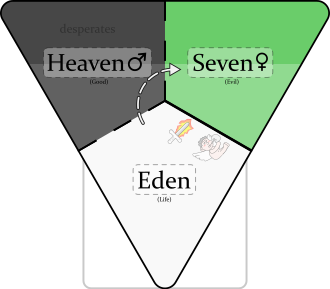 desperates
Heaven♂
(Good)
Seven♀
(Evil)
Eden
(Life)